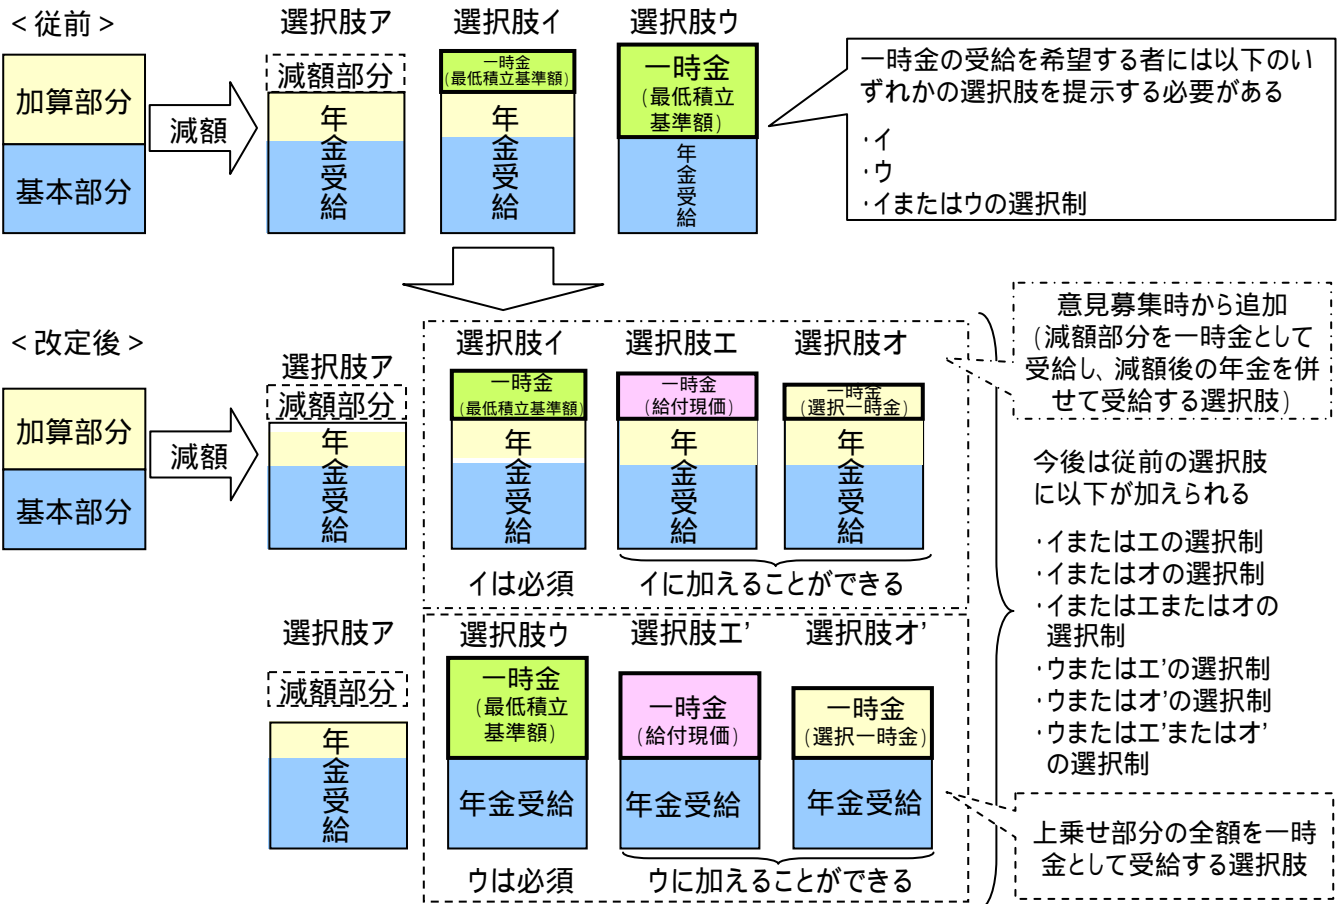 <従前>
選択肢ア
選択肢イ
選択肢ウ
加算部分
基本部分
減額
減額部分
年
金
受
給
一時金
(最低積立基準額)
年
金
受
給
一時金
(最低積立
基準額)
年
金
受
給
一時金の受給を希望する者には以下のい
ずれかの選択肢を提示する必要がある
・イ
・ウ
・イまたはウの選択制
<改定後>
加算部分
基本部分
減額
選択肢ア
減額部分
年
金
受
給
選択肢イ
一時金
(最低積立基準額)
年
金
受
給
イは必須
選択肢エ
一時金
(給付現価)
年
金
受
給
選択肢オ
一時金
(選択一時金)
年
金
受
給
イに加えることができる
選択肢ア
減額部分
年
金
受
給
選択肢ウ
一時金
(最低積立
基準額)
年金受給
ウは必須
選択肢エ'
一時金
(給付現価)
年金受給
選択肢オ'
一時金
(選択一時金)
年金受給
ウに加えることができる
意見募集時から追加
(減額部分を一時金として
受給し、減額後の年金を併
せて受給する選択肢)
今後は従前の選択肢
に以下が加えられる
・イまたはエの選択制
・イまたはオの選択制
・イまたはエまたはオの
選択制
・ウまたはエ'の選択制
・ウまたはオ'の選択制
・ウまたはエ'またはオ'
の選択制
上乗せ部分の全額を一時
金として受給する選択肢